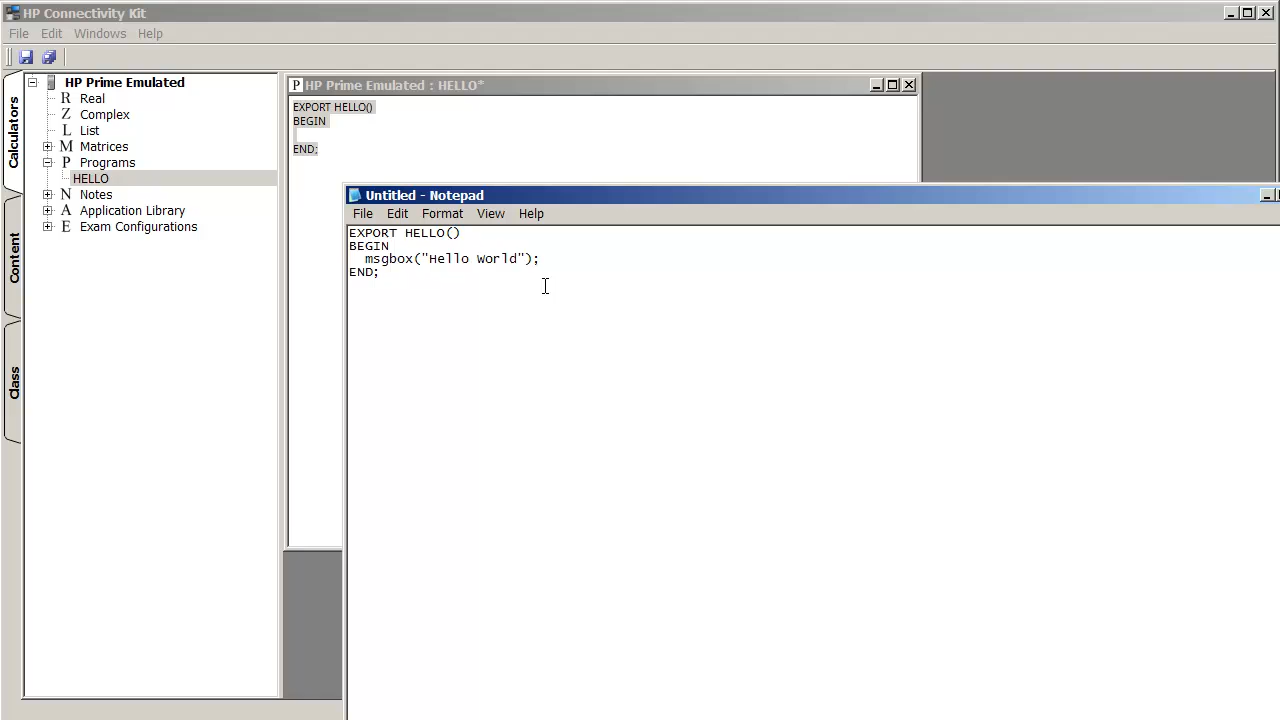 HP Connectivity Kit
File Edit Windows Help
Calculators
Content
Class
HP Prime Emulated
R Real
Z Complex
L List
M Matrices
P Programs
HELLO
N Notes
A Application Library
E Exam Configurations
P HP Prime Emulated : HELLO*
EXPORT HELLO()
BEGIN
END;
Untitled - Notepad
File Edit Format View Help
EXPORT HELLO()
BEGIN
msgbox("Hello World");
END;